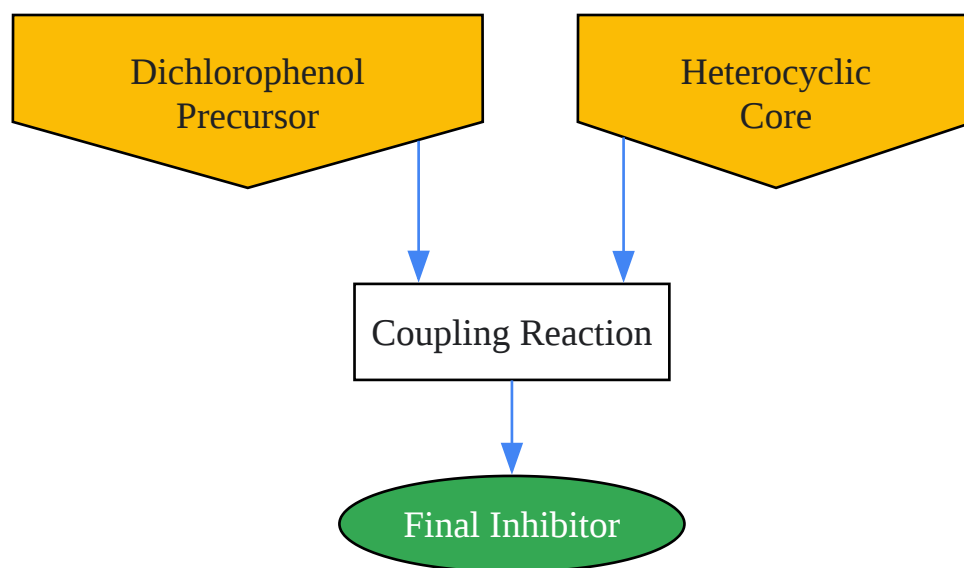 Dichlorophenol
Precursor
Heterocyclic
Core
Coupling Reaction
Final Inhibitor